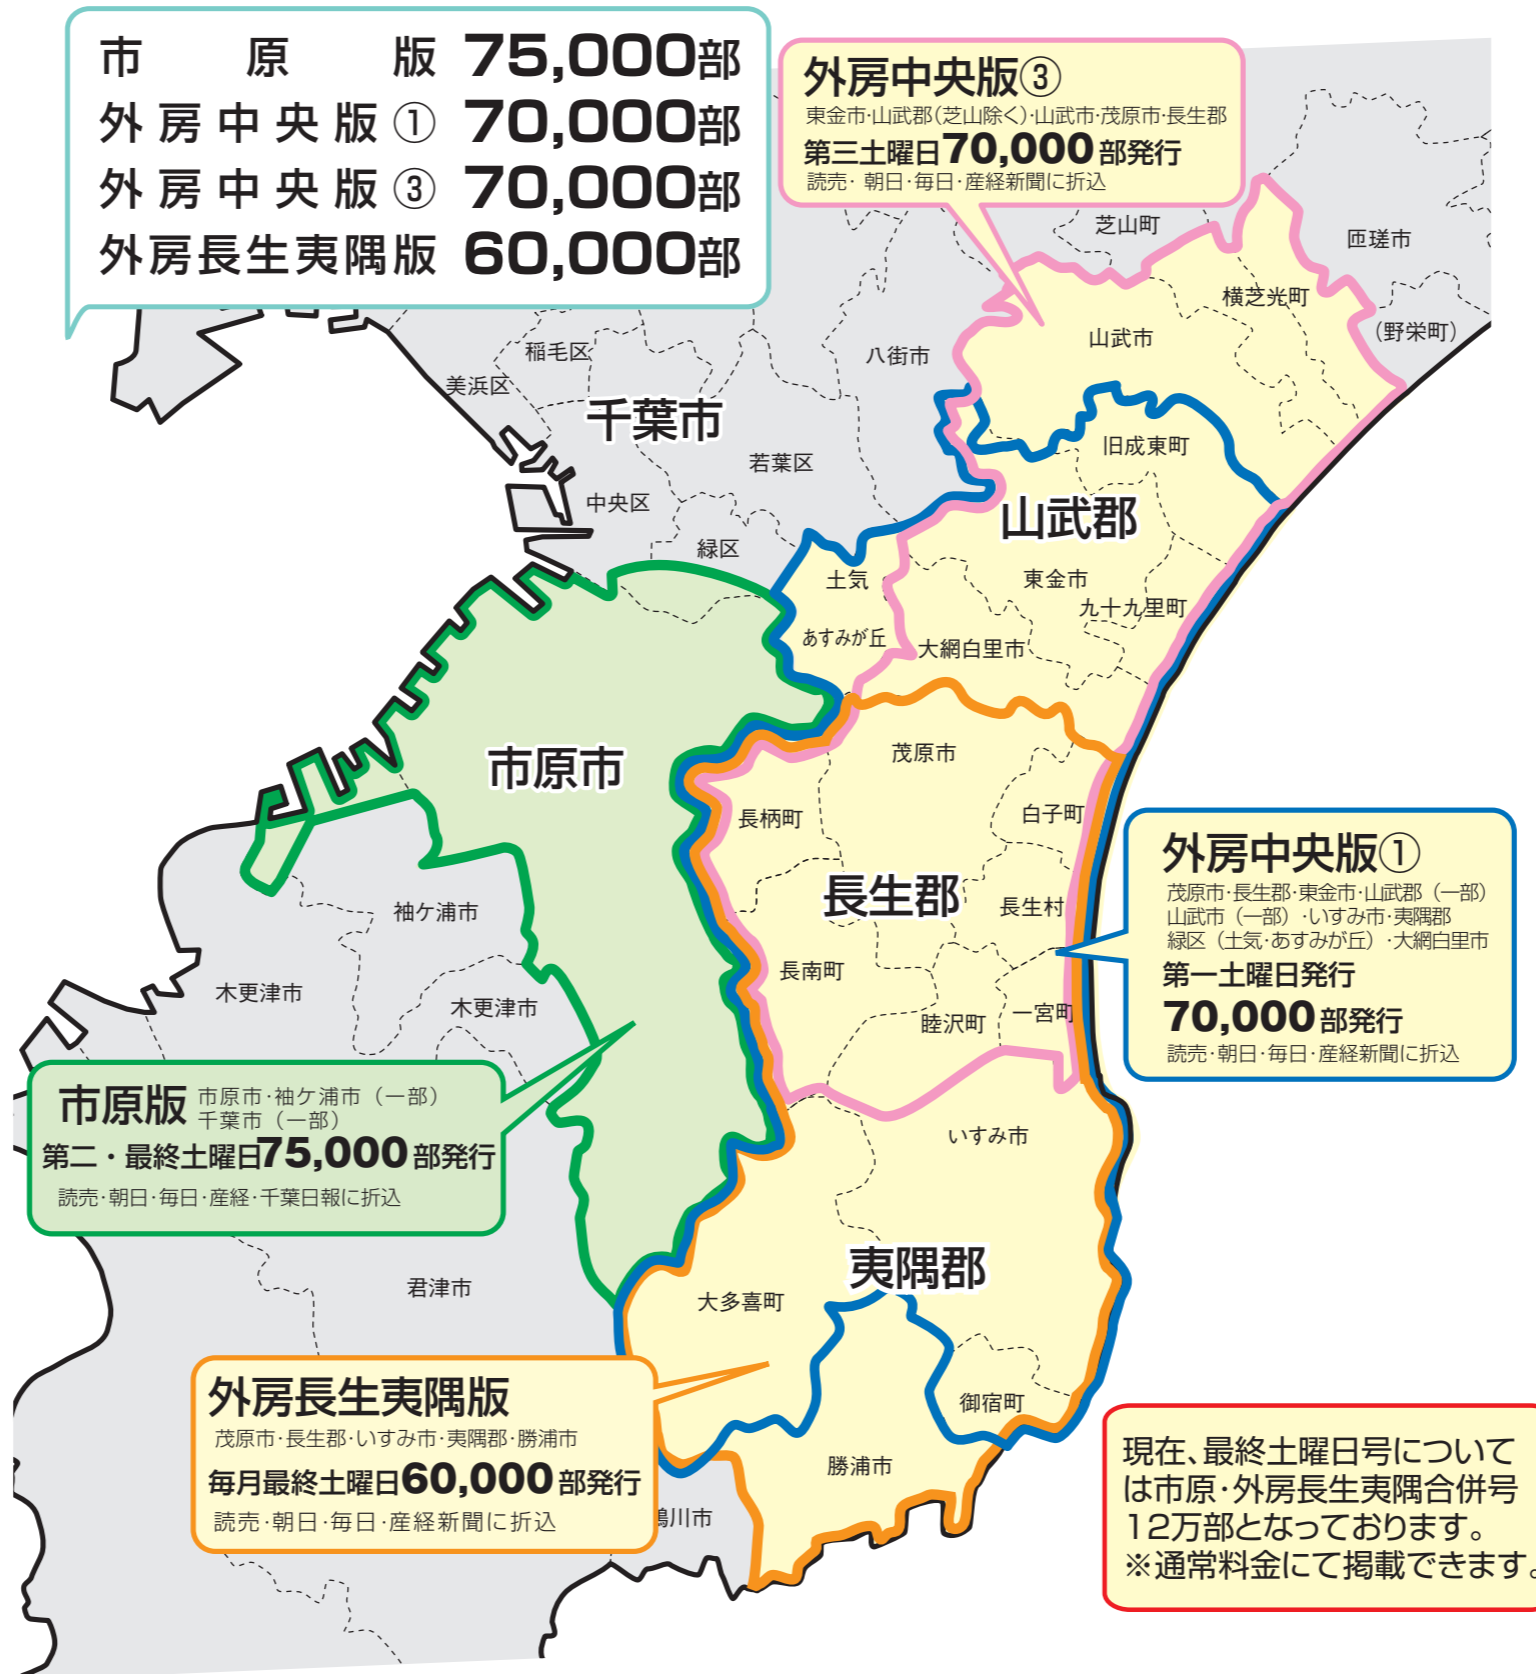 市原版 75,000部
外房中央版① 70,000部
外房中央版③ 70,000部
外房長生夷隅版 60,000部
外房中央版③
東金市・山武郡(芝山除く)・山武市・茂原市・長生郡
第三土曜日70,000部発行
読売・朝日・毎日・産経新聞に折込
芝山町
匝瑳市
横芝光町
(野栄町)
山武市
八街市
稲毛区
美浜区
千葉市
若葉区
旧成東町
中央区
山武郡
緑区
土気
東金市
九十九里町
あすみが丘
大網白里市
市原市
茂原市
長柄町
白子町
長生郡
長生村
長南町
睦沢町
一宮町
外房中央版①
茂原市・長生郡・東金市・山武郡(一部)
山武市(一部)・いすみ市・夷隅郡
緑区(土気・あすみが丘)・大網白里市
第一土曜日発行
70,000部発行
読売・朝日・毎日・産経新聞に折込
袖ケ浦市
木更津市
木更津市
市原版 市原市・袖ケ浦市(一部)
千葉市(一部)
第二・最終土曜日75,000部発行
読売・朝日・毎日・産経・千葉日報に折込
いすみ市
夷隅郡
君津市
大多喜町
御宿町
勝浦市
外房長生夷隅版
茂原市・長生郡・いすみ市・夷隅郡・勝浦市
毎月最終土曜日60,000部発行
読売・朝日・毎日・産経新聞に折込
鴨川市
現在、最終土曜日号について
は市原・外房長生夷隅合併号
12万部となっております。
※通常料金にて掲載できます。